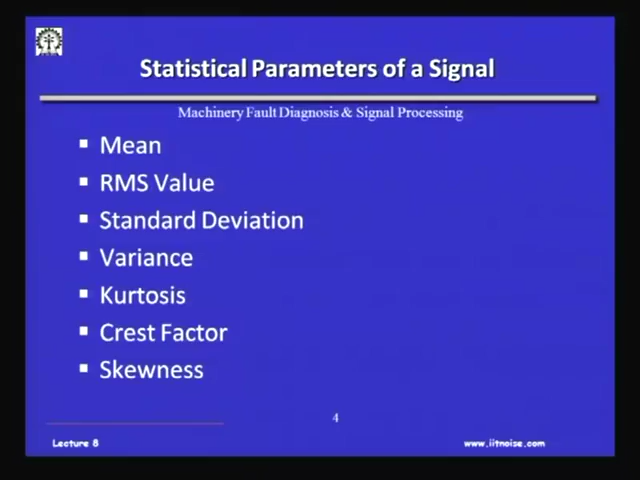 Statistical Parameters of a Signal
Machinery Fault Diagnosis & Signal Processing
Mean
RMS Value
Standard Deviation
Variance
Kurtosis
Crest Factor
Skewness
4
Lecture 8
www.iitnoise.com